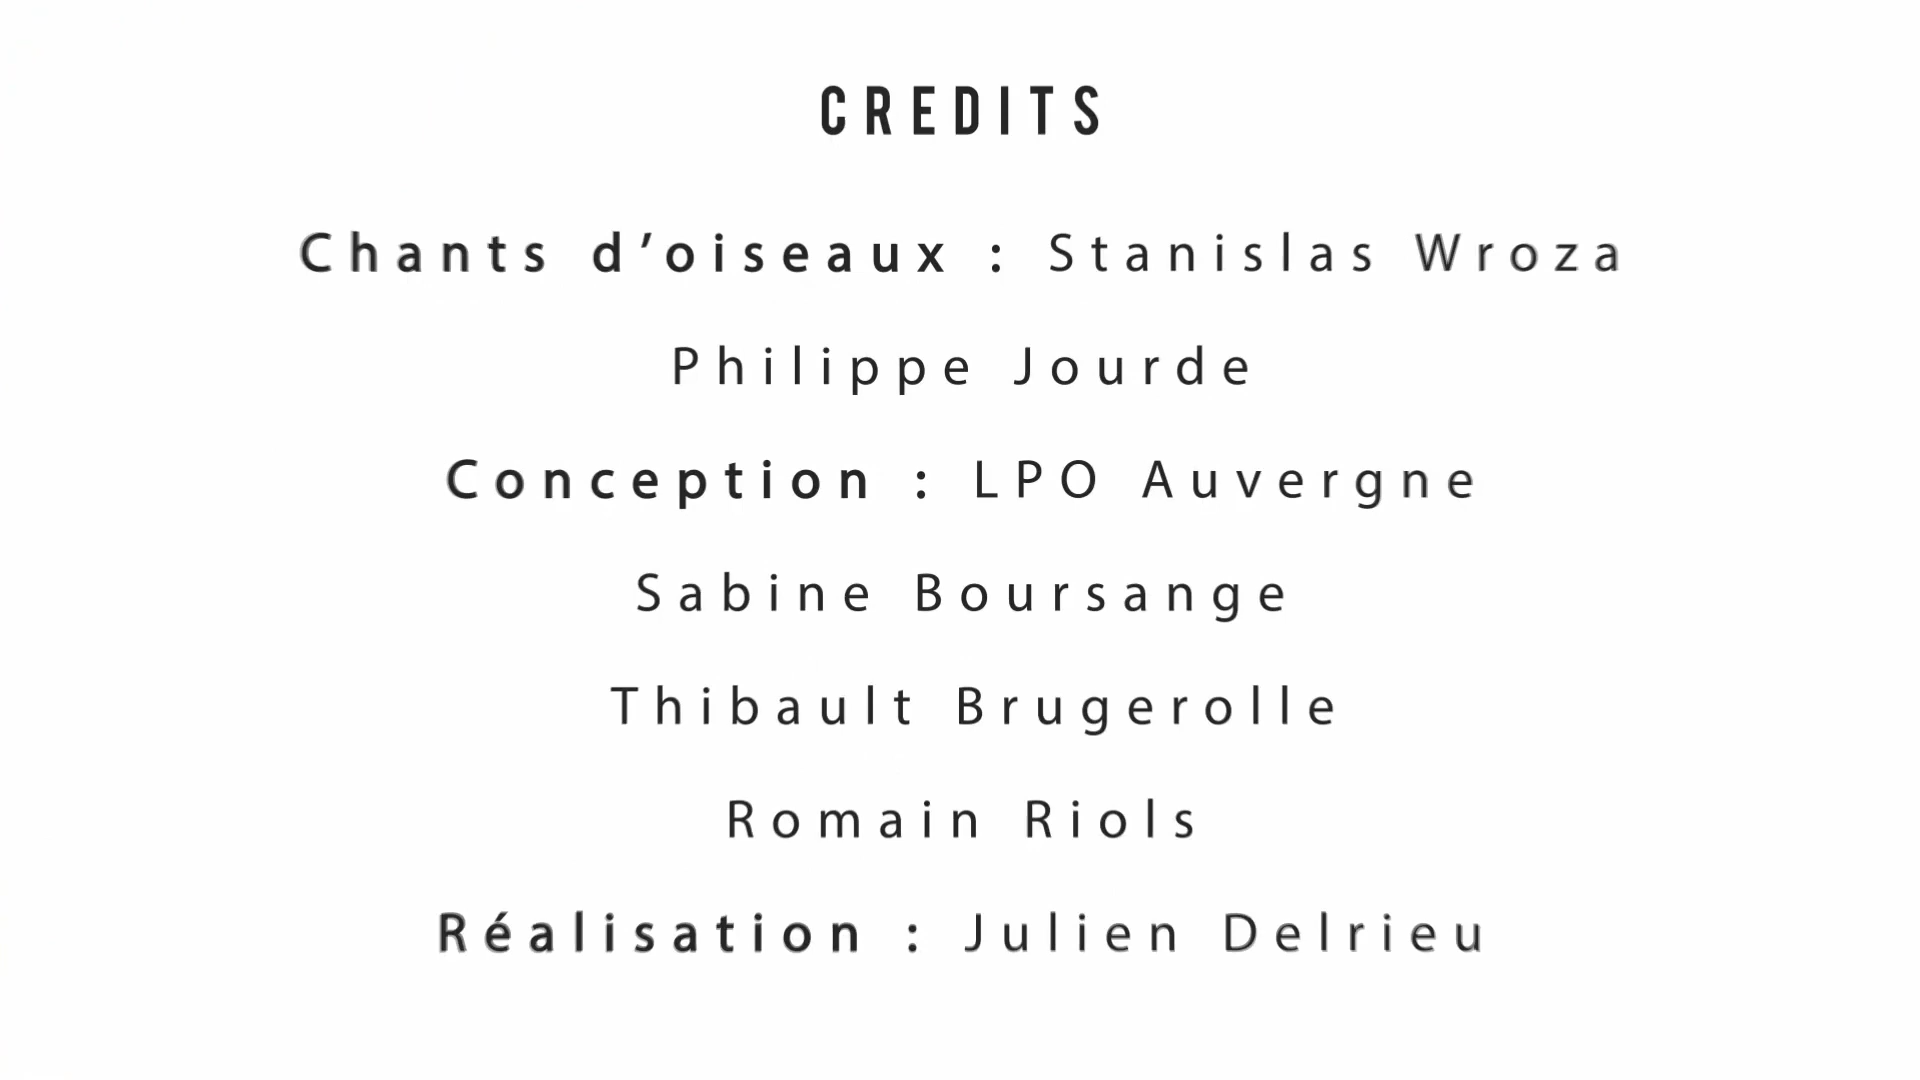 CREDITS
Chants d’oiseaux : Stanislas Wroza
Philippe Jourde
Conception : LPO Auvergne
Sabine Boursange
Thibault Brugerolle
Romain Riols
Réalisation : Julien Delrieu